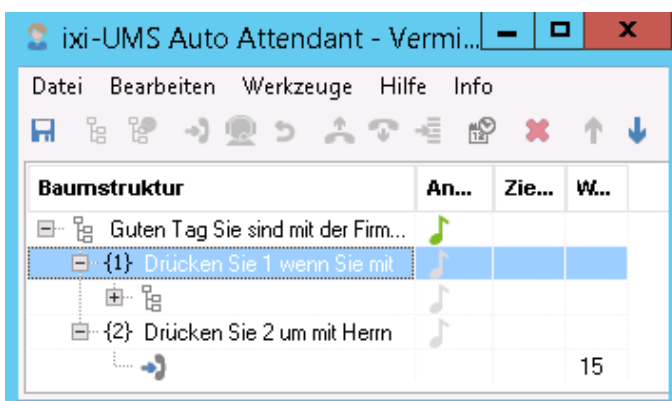 ixi-UMS Auto Attendant - Vermi...
Datei Bearbeiten Werkzeuge Hilfe Info
Baumstruktur An... Zie... W...
Guten Tag Sie sind mit der Firm...
{1} Drücken Sie 1 wenn Sie mit
{2} Drücken Sie 2 um mit Herrn
15